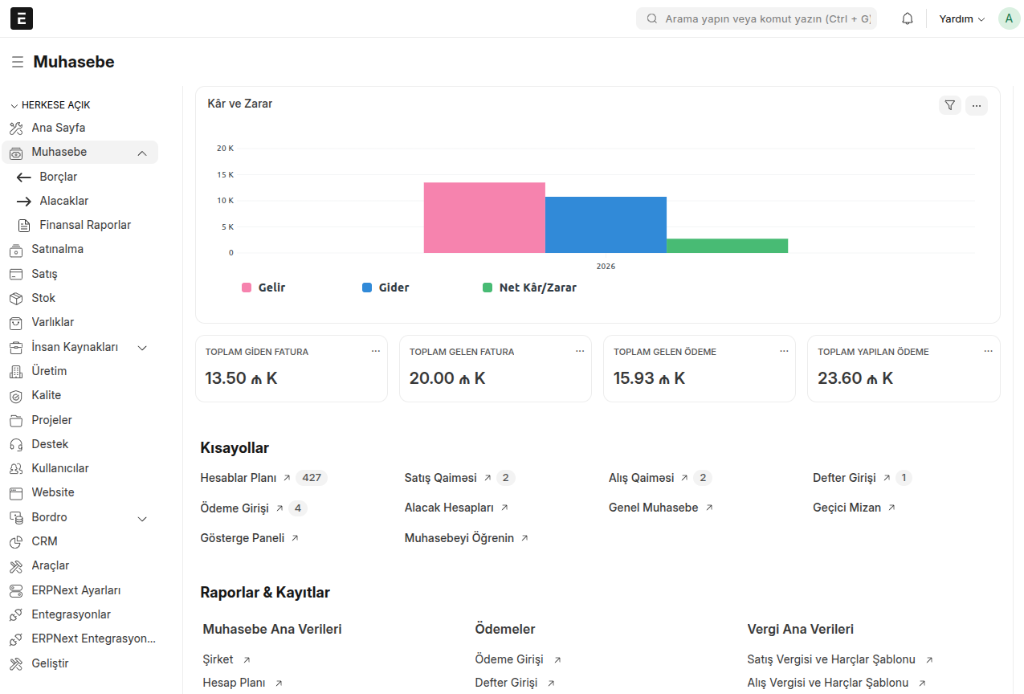 E
Arama yapın veya komut yazın (Ctrl + G)
Yardım
A
Muhasebe
HERKESE AÇIK
Ana Sayfa
Muhasebe
Borçlar
Alacaklar
Finansal Raporlar
Satınalma
Satış
Stok
Varlıklar
İnsan Kaynakları
Üretim
Kalite
Projeler
Destek
Kullanıcılar
Website
Bordro
CRM
Araçlar
ERPNext Ayarları
Entegrasyonlar
ERPNext Entegrasyon...
Geliştir
Kâr ve Zarar
20 K
15 K
10 K
5 K
0
2026
Gelir Gider Net Kâr/Zarar
TOPLAM GİDEN FATURA
13.50 ₼ K
TOPLAM GELEN FATURA
20.00 ₼ K
TOPLAM GELEN ÖDEME
15.93 ₼ K
TOPLAM YAPILAN ÖDEME
23.60 ₼ K
Kısayollar
Hesablar Planı 427 Satış Qaimesi 2 Alış Qaimesi 2 Defter Girişi 1
Ödeme Girişi 4 Alacak Hesapları Genel Muhasebe Geçici Mizan
Gösterge Paneli Muhasebeyi Öğrenin
Raporlar & Kayıtlar
Muhasebe Ana Verileri Ödemeler Vergi Ana Verileri
Şirket Ödeme Girişi Satış Vergisi ve Harçlar Şablonu
Hesap Planı Defter Girişi Alış Vergisi ve Harçlar Şablonu